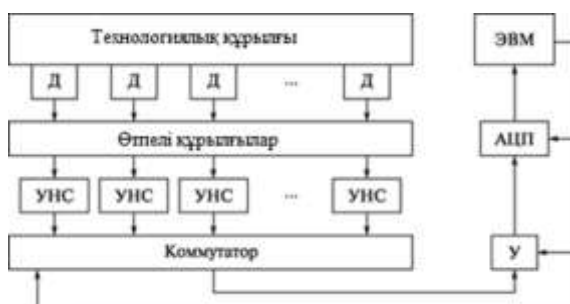 Технологиялық құрылғы
ЭВМ
Д Д Д ... Д
Өтпелі құрылғылар
АЦП
УНС УНС УНС ... УНС
Коммутатор
У